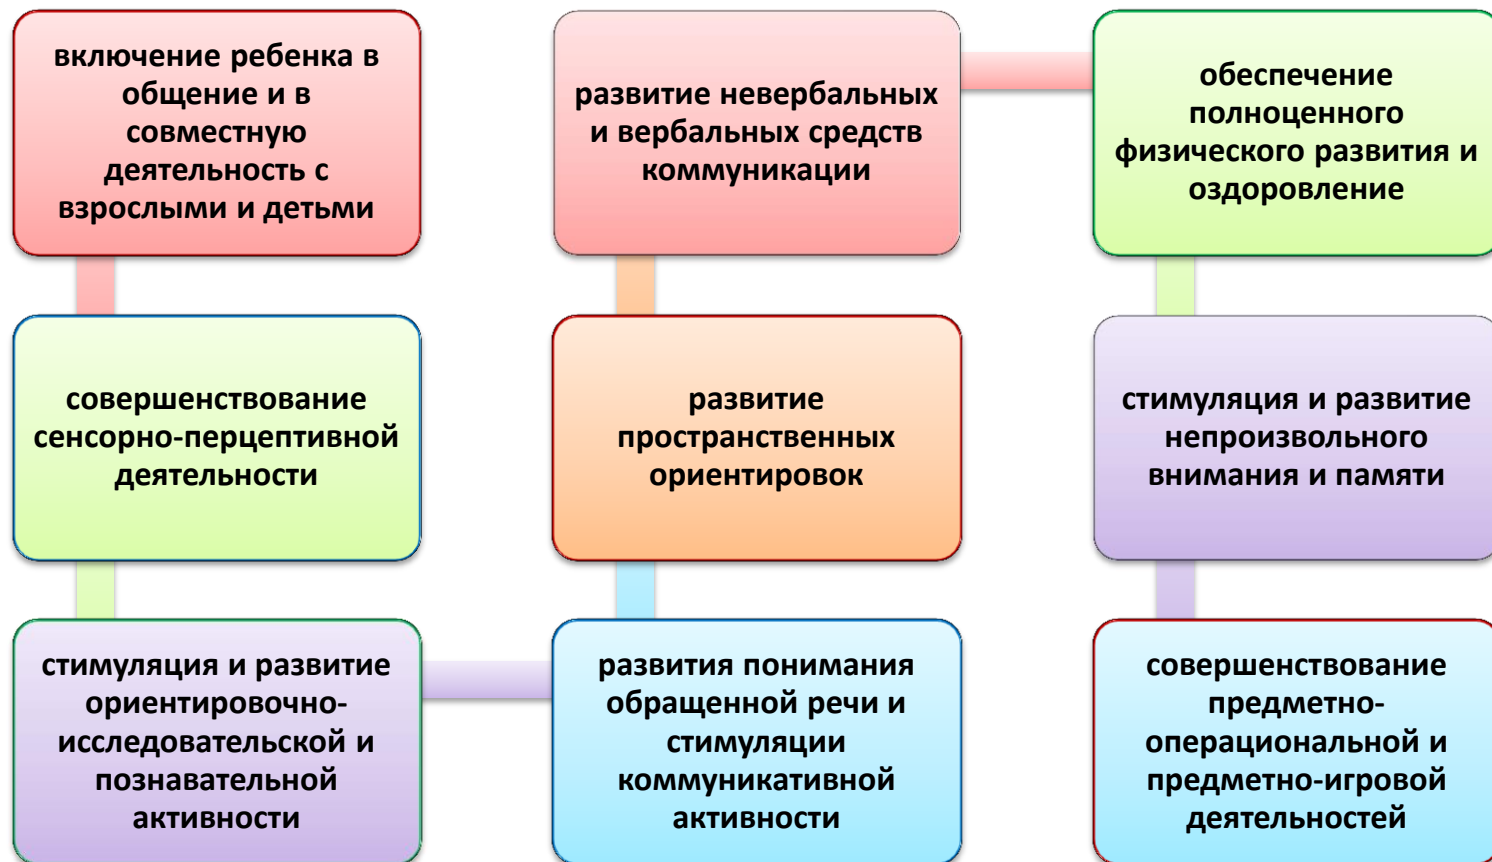 включение ребенка в
общение и в
совместную
деятельность с
взрослыми и детьми
совершенствование
сенсорно-перцептивной
деятельности
стимуляция и развитие
ориентировочно-
исследовательской и
познавательной
активности
развития понимания
обращенной речи и
стимуляции
коммуникативной
активности
развитие
пространственных
ориентировок
развитие невербальных
и вербальных средств
коммуникации
обеспечение
полноценного
физического развития и
оздоровление
стимуляция и развитие
непроизвольного
внимания и памяти
совершенствование
предметно-
операциональной и
предметно-игровой
деятельностей